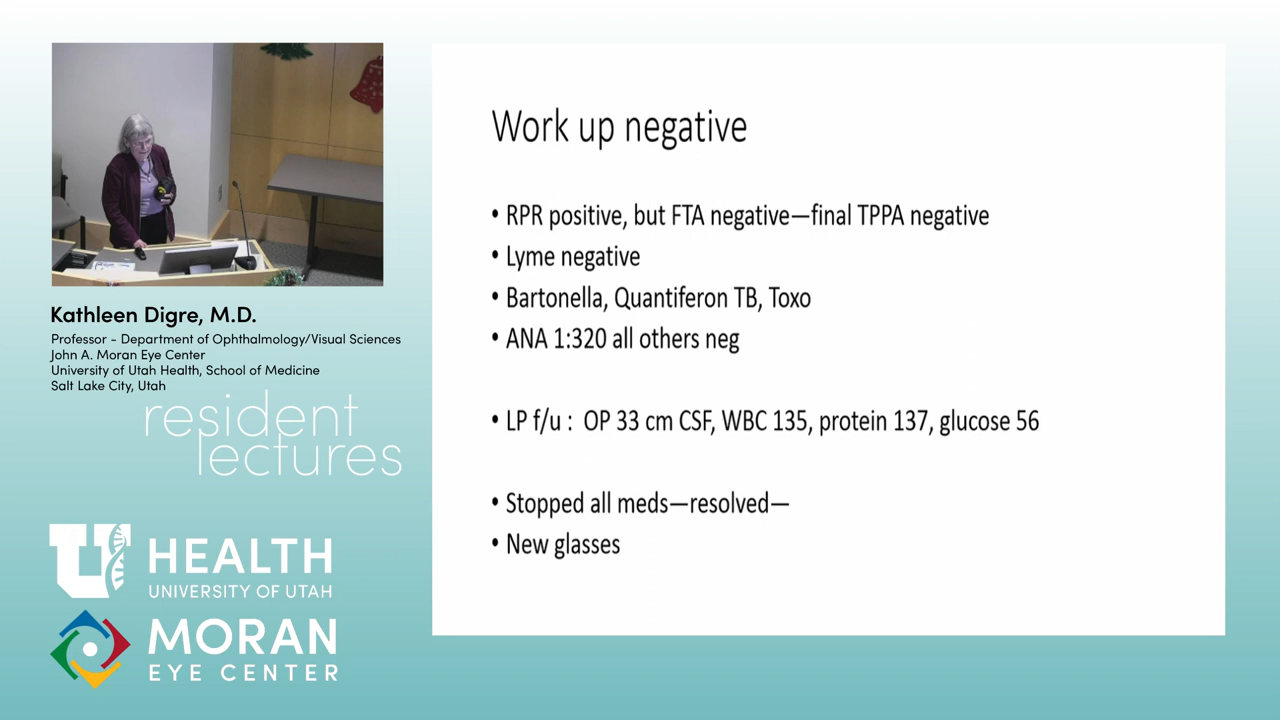 Work up negative
• RPR positive, but FTA negative—final TPPA negative
• Lyme negative
• Bartonella, Quantiferon TB, Toxo
• ANA 1:320 all others neg
• LP f/u : OP 33 cm CSF, WBC 135, protein 137, glucose 56
• Stopped all meds—resolved—
• New glasses
Kathleen Digre, M.D.
Professor - Department of Ophthalmology/Visual Sciences
John A. Moran Eye Center
University of Utah Health, School of Medicine
Salt Lake City, Utah
resident
lectures
U HEALTH
UNIVERSITY OF UTAH
MORAN
EYE CENTER